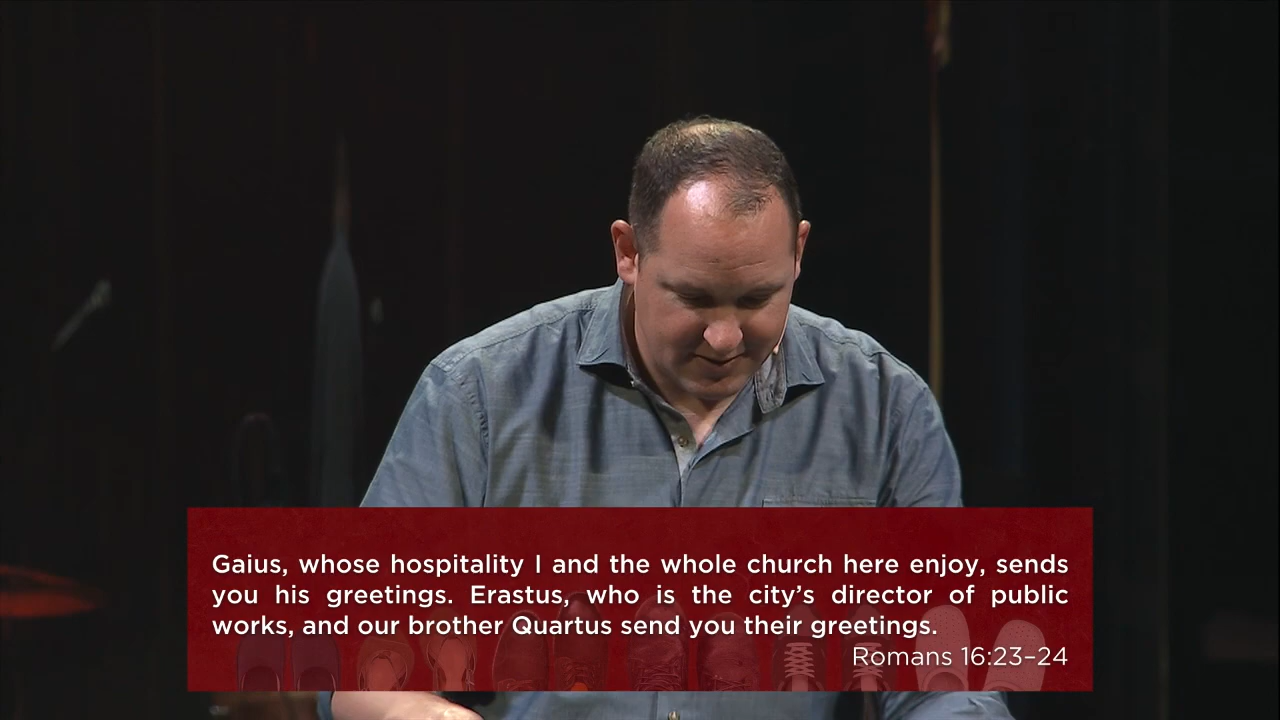 Gaius, whose hospitality I and the whole church here enjoy, sends
you his greetings. Erastus, who is the city’s director of public
works, and our brother Quartus send you their greetings.
Romans 16:23–24